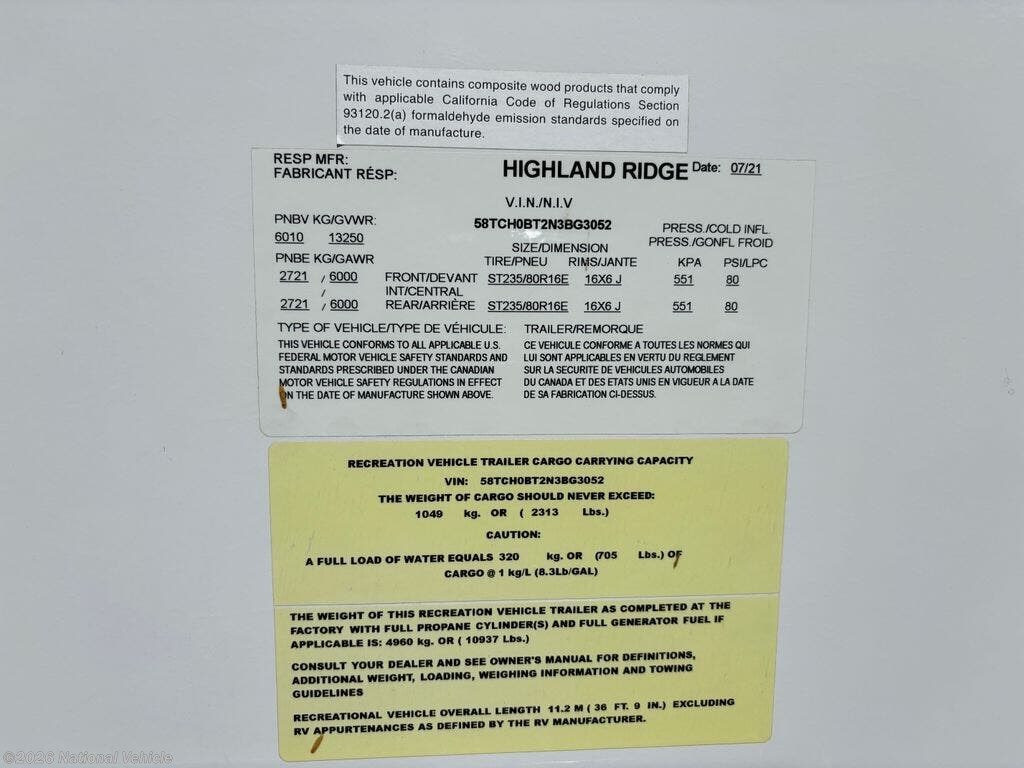 This vehicle contains composite wood products that comply
with applicable California Code of Regulations Section
93120.2(a) formaldehyde emission standards specified on
the date of manufacture.
RESP MFR:
FABRICANT RÉSP:
HIGHLAND RIDGE Date: 07/21
V.I.N./N.I.V
PNBV KG/GVWR: 58TCH0BT2N3BG3052 PRESS./COLD INFL.
6010 13250 SIZE/DIMENSION PRESS./GONFL FROID
PNBE KG/GAWR TIRE/PNEU RIMS/JANTE KPA PSI/LPC
2721 / 6000 FRONT/DEVANT ST235/80R16E 16X6 J 551 80
/ INT/CENTRAL
2721 / 6000 REAR/ARRIÈRE ST235/80R16E 16X6 J 551 80
TYPE OF VEHICLE/TYPE DE VÉHICULE: TRAILER/REMORQUE
THIS VEHICLE CONFORMS TO ALL APPLICABLE U.S.
FEDERAL MOTOR VEHICLE SAFETY STANDARDS AND
STANDARDS PRESCRIBED UNDER THE CANADIAN
MOTOR VEHICLE SAFETY REGULATIONS IN EFFECT
ON THE DATE OF MANUFACTURE SHOWN ABOVE.
CE VEHICULE CONFORME A TOUTES LES NORMES QUI
LUI SONT APPLICABLES EN VERTU DU REGLEMENT
SUR LA SECURITE DE VEHICULES AUTOMOBILES
DU CANADA ET DES ETATS UNIS EN VIGUEUR A LA DATE
DE SA FABRICATION CI-DESSUS.
RECREATION VEHICLE TRAILER CARGO CARRYING CAPACITY
VIN: 58TCH0BT2N3BG3052
THE WEIGHT OF CARGO SHOULD NEVER EXCEED:
1049 kg. OR ( 2313 Lbs.)
CAUTION:
A FULL LOAD OF WATER EQUALS 320 kg. OR (705 Lbs.) OF
CARGO @ 1 kg/L (8.3Lb/GAL)
THE WEIGHT OF THIS RECREATION VEHICLE TRAILER AS COMPLETED AT THE
FACTORY WITH FULL PROPANE CYLINDER(S) AND FULL GENERATOR FUEL IF
APPLICABLE IS: 4960 kg. OR ( 10937 Lbs.)
CONSULT YOUR DEALER AND SEE OWNER'S MANUAL FOR DEFINITIONS,
ADDITIONAL WEIGHT, LOADING, WEIGHING INFORMATION AND TOWING
GUIDELINES
RECREATIONAL VEHICLE OVERALL LENGTH 11.2 M ( 36 FT. 9 IN.) EXCLUDING
RV APPURTENANCES AS DEFINED BY THE RV MANUFACTURER.
©2026 National Vehicle